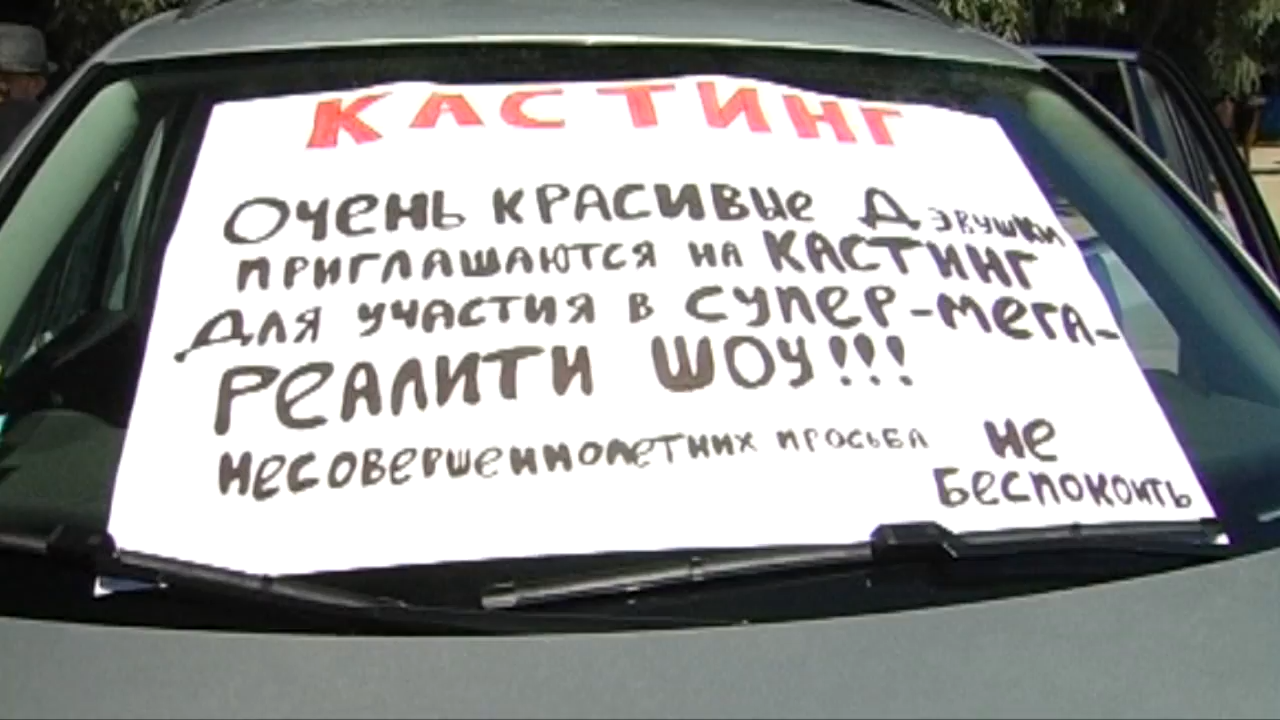 КАСТИНГ
ОЧЕНЬ КРАСИВЫЕ ДЭВУШКИ
ПРИГЛАШАЮТСЯ НА КАСТИНГ
ДЛЯ УЧАСТИЯ В СУПЕР-МЕГА-
РЕАЛИТИ ШОУ!!!
НЕСОВЕРШЕННОЛЕТНИХ ПРОСЬБА НЕ
БЕСПОКОИТЬ